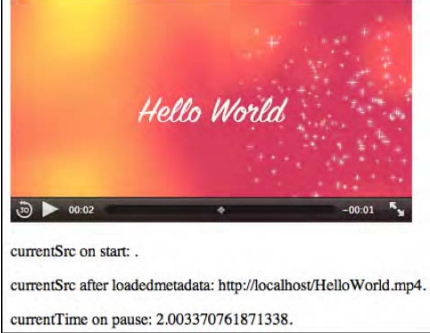 Hello World
30 00:02 −00:01
currentSrc on start: .
currentSrc after loadedmetadata: http://localhost/HelloWorld.mp4.
currentTime on pause: 2.003370761871338.